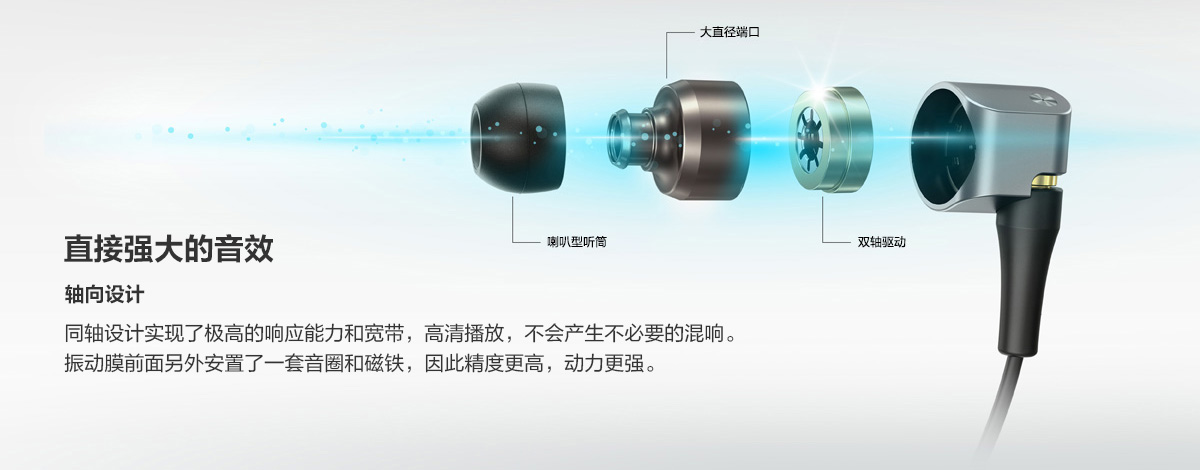 大直径端口
喇叭型听筒
双轴驱动
直接强大的音效
轴向设计
同轴设计实现了极高的响应能力和宽带，高清播放，不会产生不必要的混响。
振动膜前面另外安置了一套音圈和磁铁，因此精度更高，动力更强。